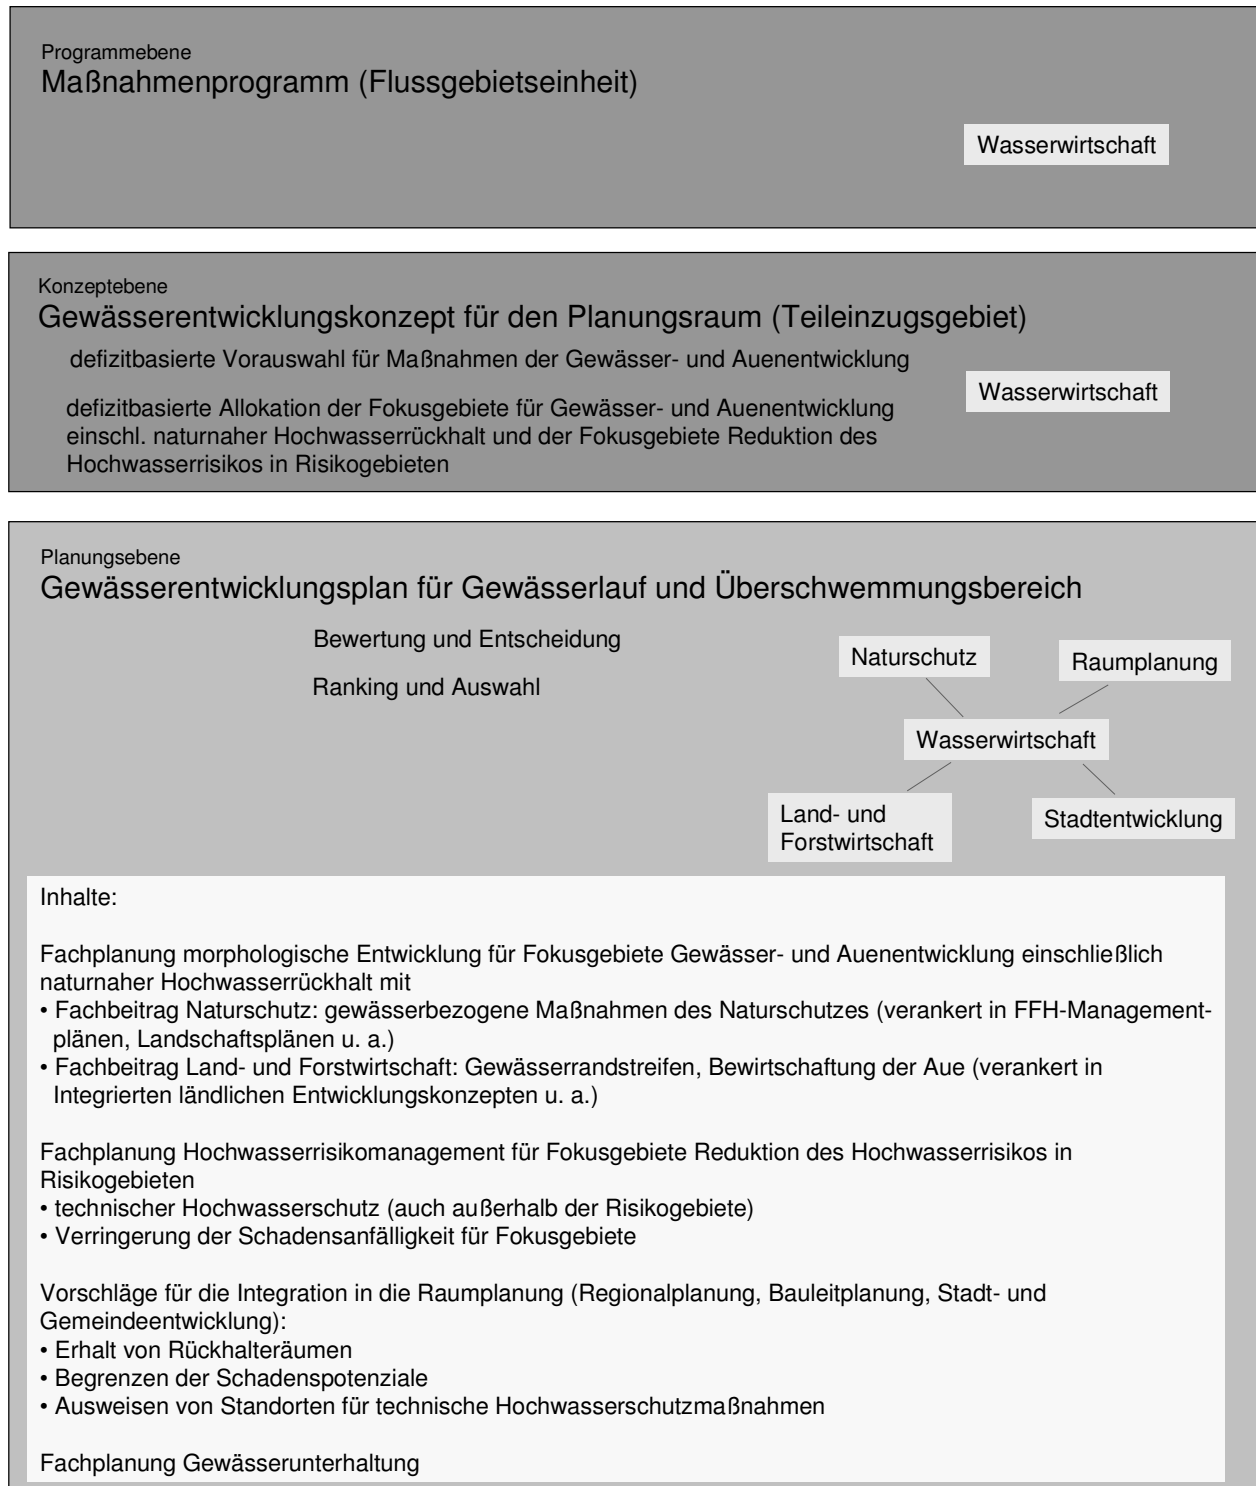 Programmebene
Maßnahmenprogramm (Flussgebietseinheit)
Wasserwirtschaft
Konzeptebene
Gewässerentwicklungskonzept für den Planungsraum (Teileinzugsgebiet)
defizitbasierte Vorauswahl für Maßnahmen der Gewässer- und Auenentwicklung
defizitbasierte Allokation der Fokusgebiete für Gewässer- und Auenentwicklung
einschl. naturnaher Hochwasserrückhalt und der Fokusgebiete Reduktion des
Hochwasserrisikos in Risikogebieten
Wasserwirtschaft
Planungsebene
Gewässerentwicklungsplan für Gewässerlauf und Überschwemmungsbereich
Bewertung und Entscheidung
Ranking und Auswahl
Naturschutz
Raumplanung
Wasserwirtschaft
Land- und
Forstwirtschaft
Stadtentwicklung
Inhalte:
Fachplanung morphologische Entwicklung für Fokusgebiete Gewässer- und Auenentwicklung einschließlich
naturnaher Hochwasserrückhalt mit
• Fachbeitrag Naturschutz: gewässerbezogene Maßnahmen des Naturschutzes (verankert in FFH-Management-
plänen, Landschaftsplänen u. a.)
• Fachbeitrag Land- und Forstwirtschaft: Gewässerrandstreifen, Bewirtschaftung der Aue (verankert in
Integrierten ländlichen Entwicklungskonzepten u. a.)
Fachplanung Hochwasserrisikomanagement für Fokusgebiete Reduktion des Hochwasserrisikos in
Risikogebieten
• technischer Hochwasserschutz (auch außerhalb der Risikogebiete)
• Verringerung der Schadensanfälligkeit für Fokusgebiete
Vorschläge für die Integration in die Raumplanung (Regionalplanung, Bauleitplanung, Stadt- und
Gemeindeentwicklung):
• Erhalt von Rückhalteräumen
• Begrenzen der Schadenspotenziale
• Ausweisen von Standorten für technische Hochwasserschutzmaßnahmen
Fachplanung Gewässerunterhaltung